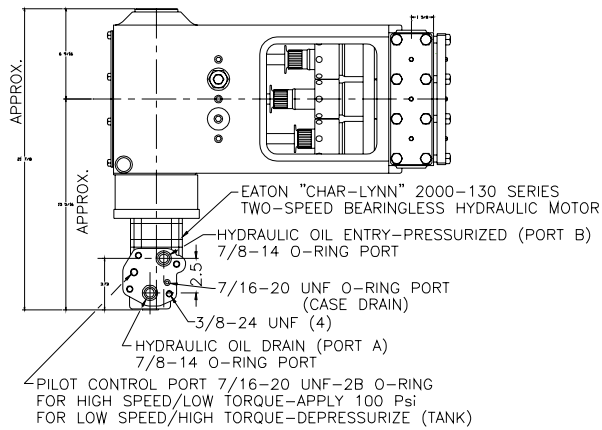 APPROX.
APPROX.
EATON "CHAR-LYNN" 2000-130 SERIES
TWO-SPEED BEARINGLESS HYDRAULIC MOTOR
HYDRAULIC OIL ENTRY-PRESSURIZED (PORT B)
7/8-14 O-RING PORT
2.5
7/16-20 UNF O-RING PORT
(CASE DRAIN)
3/8-24 UNF (4)
HYDRAULIC OIL DRAIN (PORT A)
7/8-14 O-RING PORT
PILOT CONTROL PORT 7/16-20 UNF-2B O-RING
FOR HIGH SPEED/LOW TORQUE-APPLY 100 Psi
FOR LOW SPEED/HIGH TORQUE-DEPRESSURIZE (TANK)